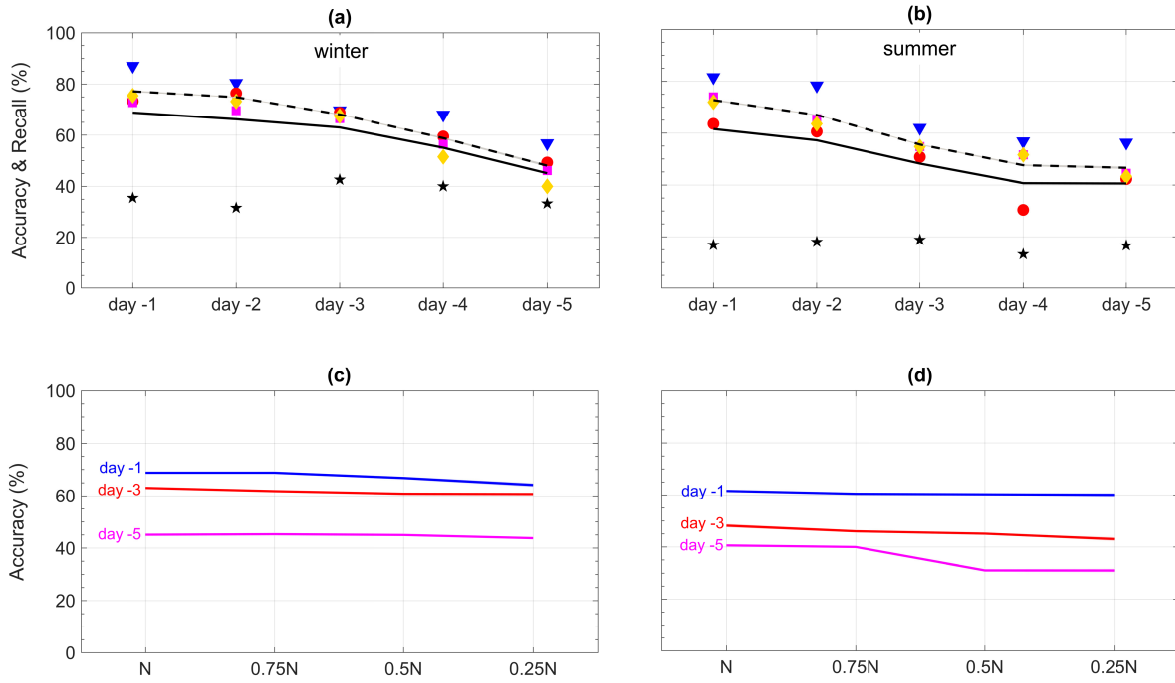 (a)
winter
Accuracy & Recall (%)
100
80
60
40
20
0
day -1 day -2 day -3 day -4 day -5
(b)
summer
day -1 day -2 day -3 day -4 day -5
(c)
Accuracy (%)
100
80
60
40
20
0
day -1
day -3
day -5
N 0.75N 0.5N 0.25N
(d)
day -1
day -3
day -5
N 0.75N 0.5N 0.25N